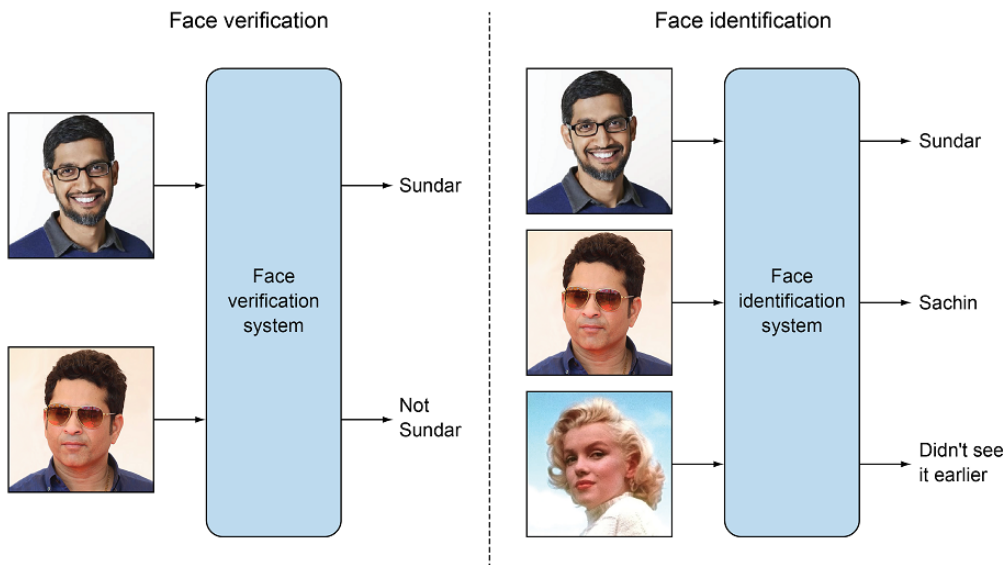 Face verification
Face
verification
system
Sundar
Not
Sundar
Face identification
Face
identification
system
Sundar
Sachin
Didn't see
it earlier